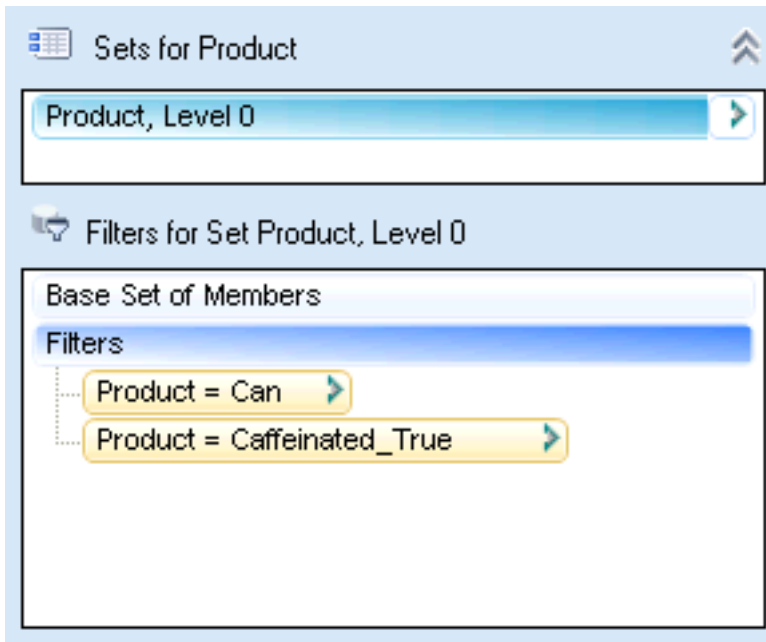 Sets for Product
Product, Level 0
Filters for Set Product, Level 0
Base Set of Members
Filters
Product = Can
Product = Caffeinated_True